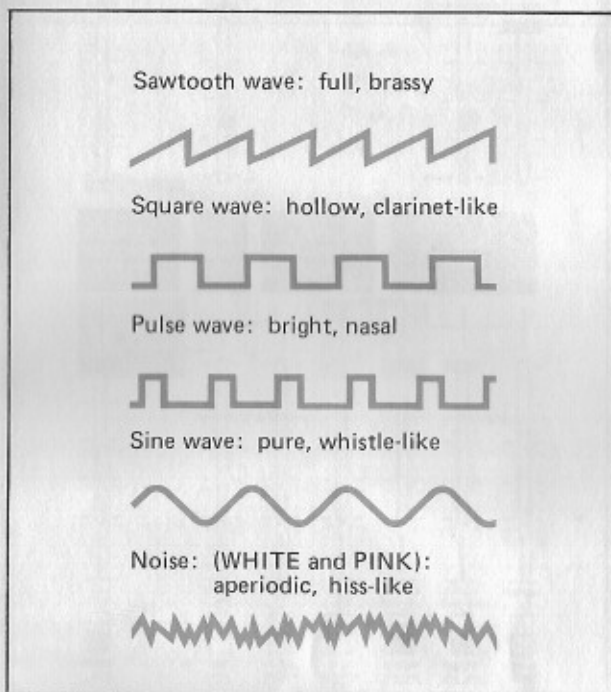 Sawtooth wave: full, brassy
Square wave: hollow, clarinet-like
Pulse wave: bright, nasal
Sine wave: pure, whistle-like
Noise: (WHITE and PINK):
aperiodic, hiss-like